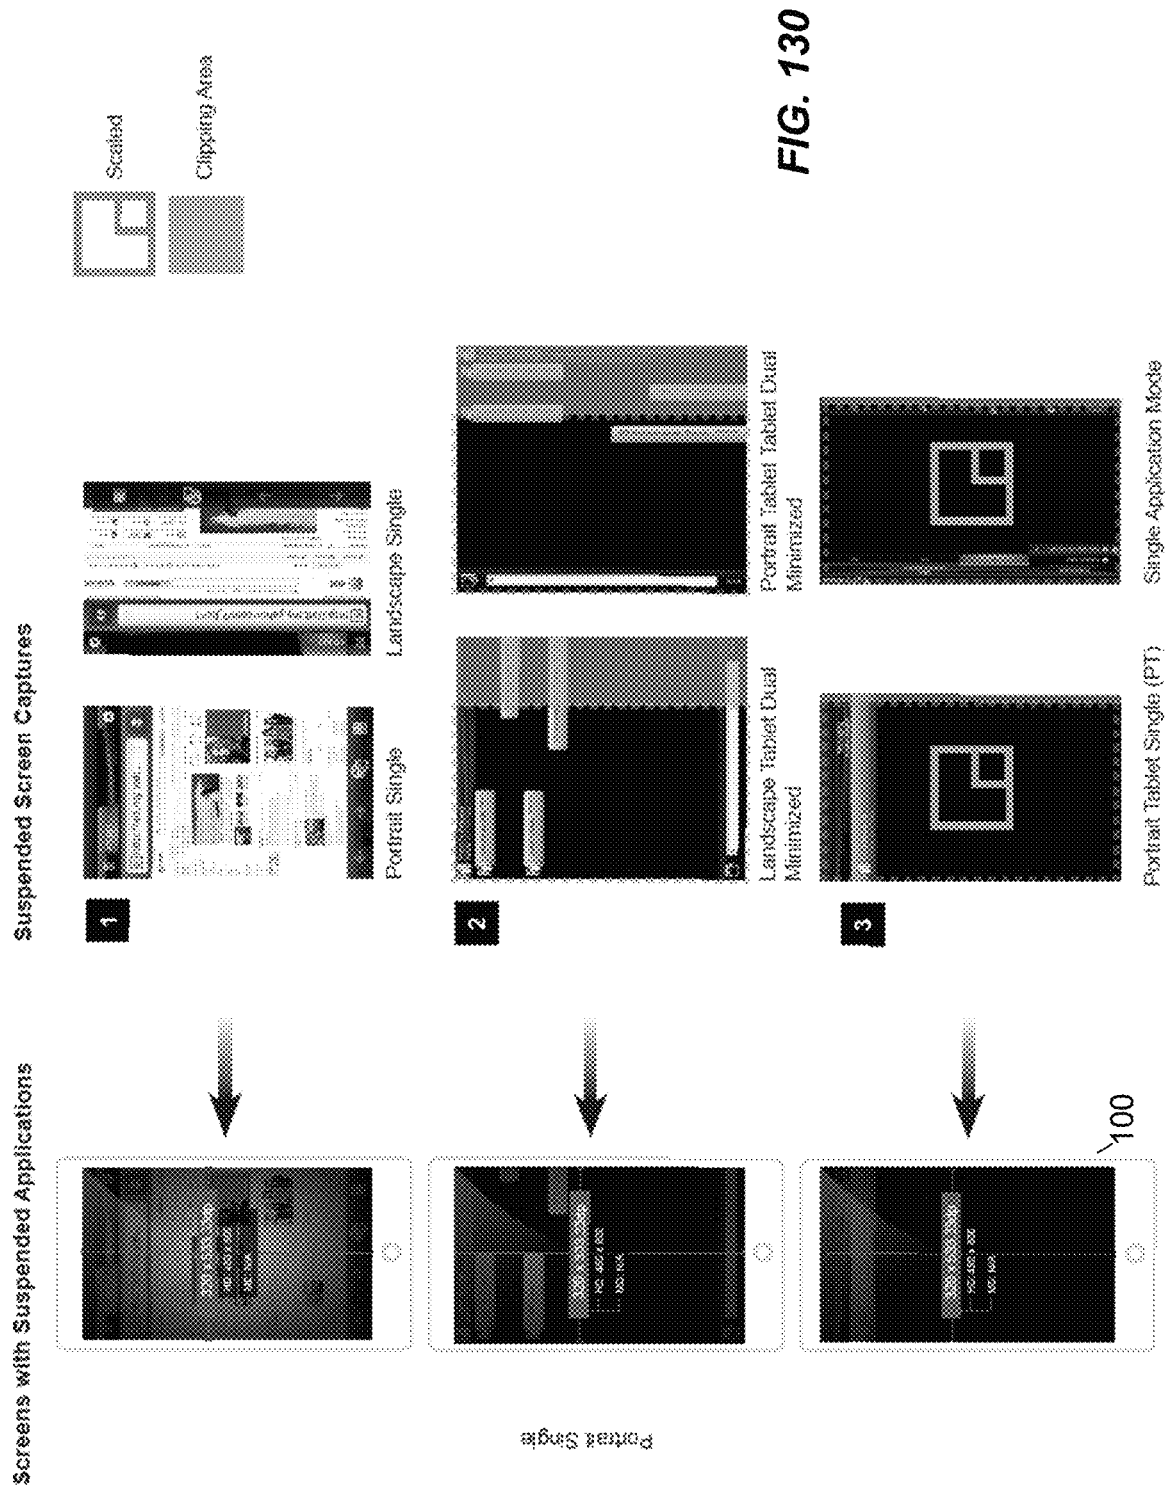 Screens with Suspended Applications
Suspended Screen Captures
Scaled
Clipping Area
Portrait Single
1
Portrait Single
Landscape Single
2
Landscape Tablet Dual
Minimized
Portrait Tablet Tablet Dual
Minimized
3
Portrait Tablet Single (PT)
Single Application Mode
100
FIG. 130